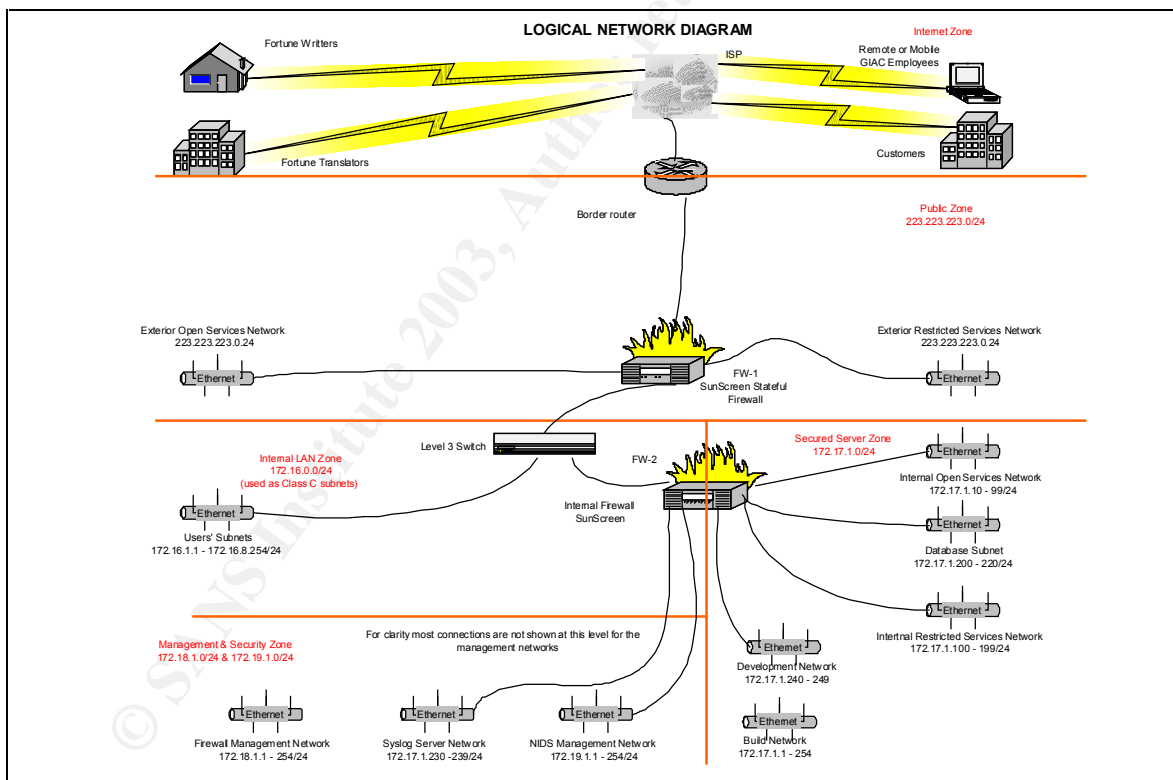 LOGICAL NETWORK DIAGRAM
Internet Zone
Fortune Writters
ISP
Remote or Mobile
GIAC Employees
Fortune Translators
Customers
Border router
Public Zone
223.223.223.0/24
Exterior Open Services Network
223.223.223.0.24
Ethernet
FW-1
SunScreen Stateful
Firewall
Exterior Restricted Services Network
223.223.223.0.24
Ethernet
Level 3 Switch
Internal LAN Zone
172.16.0.0/24
(used as Class C subnets)
FW-2
Secured Server Zone
172.17.1.0/24
Ethernet
Internal Open Services Network
172.17.1.10 - 99/24
Internal Firewall
SunScreen
Ethernet
Users' Subnets
172.16.1.1 - 172.16.8.254/24
Ethernet
Database Subnet
172.17.1.200 - 220/24
Ethernet
Internal Restricted Services Network
172.17.1.100 - 199/24
For clarity most connections are not shown at this level for the
management networks
Management & Security Zone
172.18.1.0/24 & 172.19.1.0/24
Ethernet
Development Network
172.17.1.240 - 249
Ethernet
Firewall Management Network
172.18.1.1 - 254/24
Ethernet
Syslog Server Network
172.17.1.230 -239/24
Ethernet
NIDS Management Network
172.19.1.1 - 254/24
Ethernet
Build Network
172.17.1.1 - 254
© SANS Institute 2003, Author re